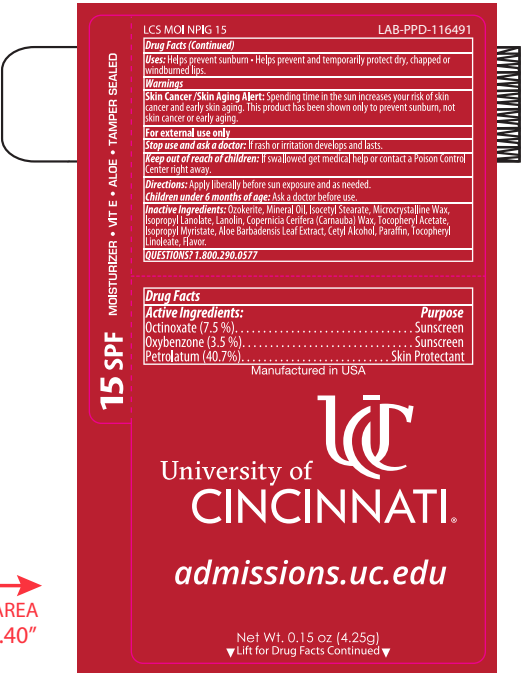 LCS MOI NPIG 15 LAB-PPD-116491
Drug Facts (Continued)
Uses: Helps prevent sunburn • Helps prevent and temporarily protect dry, chapped or
windburned lips.
Warnings
Skin Cancer/Skin Aging Alert: Spending time in the sun increases your risk of skin
cancer and early skin aging. This product has been shown only to prevent sunburn, not
skin cancer or early aging.
For external use only
Stop use and ask a doctor: If rash or irritation develops and lasts.
Keep out of reach of children: If swallowed get medical help or contact a Poison Control
Center right away.
Directions: Apply liberally before sun exposure and as needed.
Children under 6 months of age: Ask a doctor before use.
Inactive Ingredients: Ozokerite, Mineral Oil, Isocetyl Stearate, Microcrystalline Wax,
Isopropyl Lanolate, Lanolin, Copernicia Cerifera (Carnauba) Wax, Tocopheryl Acetate,
Isopropyl Myristate, Aloe Barbadensis Leaf Extract, Cetyl Alcohol, Paraffin, Tocopheryl
Linoleate, Flavor.
QUESTIONS? 1.800.290.0577
15 SPF MOISTURIZER • VIT E • ALOE • TAMPER SEALED
Drug Facts
Active Ingredients: Purpose
Octinoxate (7.5 %)................................Sunscreen
Oxybenzone (3.5 %)..............................Sunscreen
Petrolatum (40.7%)..........................Skin Protectant
Manufactured in USA
UC
University of
CINCINNATI®
admissions.uc.edu
Net Wt. 0.15 oz (4.25g)
▼Lift for Drug Facts Continued▼
AREA
.40"